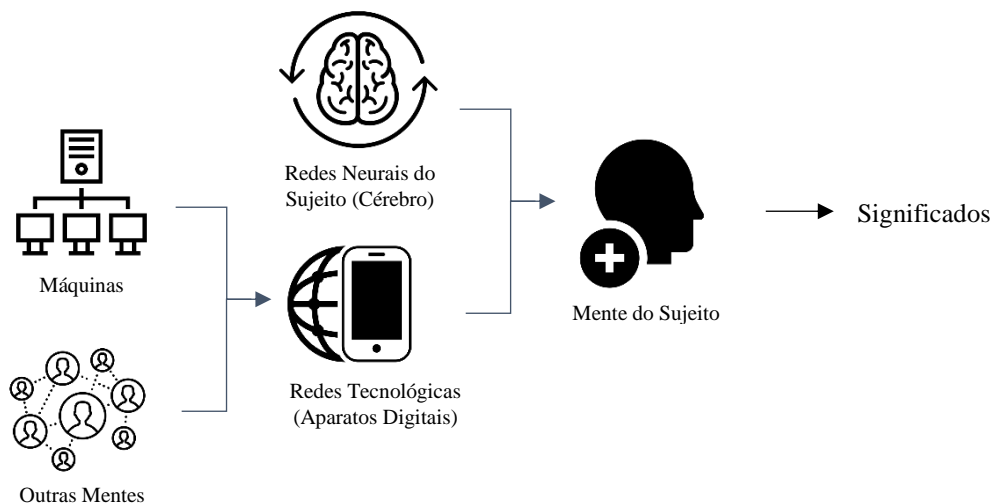 Redes Neurais do
Sujeito (Cérebro)
Máquinas
Significados
Mente do Sujeito
Redes Tecnológicas
(Aparatos Digitais)
Outras Mentes